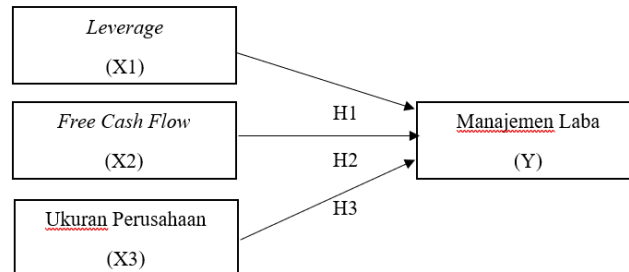 Leverage
(X1)
Free Cash Flow
(X2)
Ukuran Perusahaan
(X3)
H1
H2
H3
Manajemen Laba
(Y)